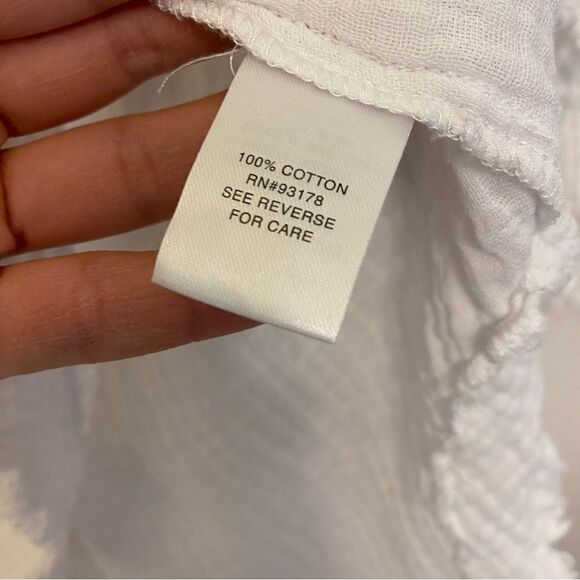 100% COTTON
RN#93178
SEE REVERSE
FOR CARE